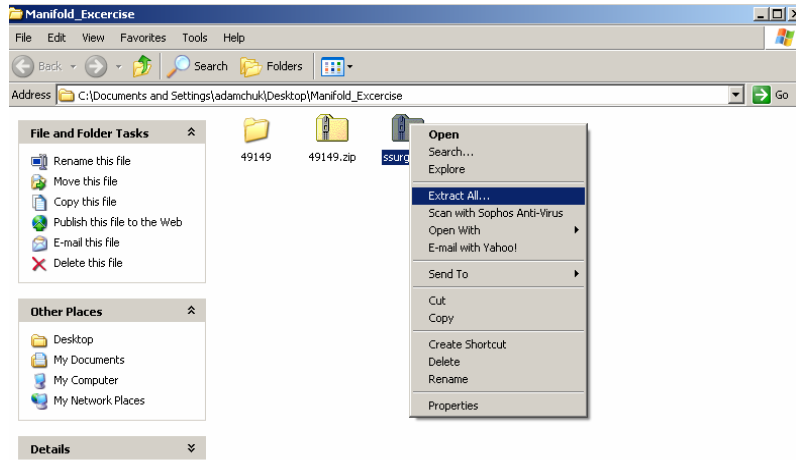 Manifold_Excercise
File Edit View Favorites Tools Help
Back Search Folders
Address C:\Documents and Settings\adamchuk\Desktop\Manifold_Excercise Go
File and Folder Tasks
Rename this file
Move this file
Copy this file
Publish this file to the Web
E-mail this file
Delete this file
Other Places
Desktop
My Documents
My Computer
My Network Places
Details
49149 49149.zip ssurg
Open
Search...
Explore
Extract All...
Scan with Sophos Anti-Virus
Open With
E-mail with Yahoo!
Send To
Cut
Copy
Create Shortcut
Delete
Rename
Properties